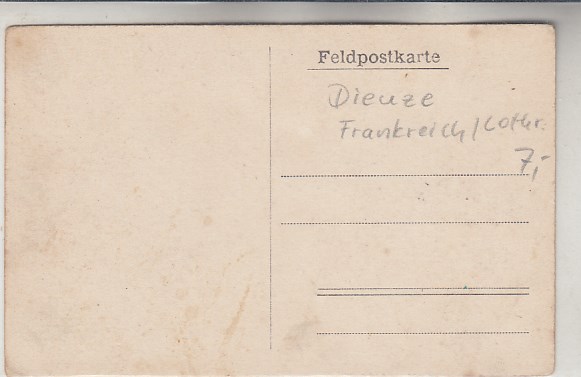 Feldpostkarte
Dieuze
Frankreich/Lothr.
7,-